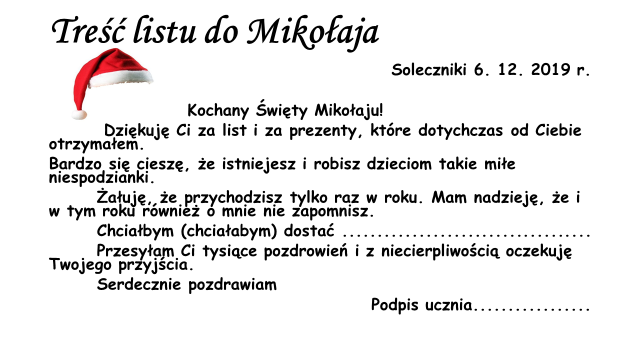 Treść listu do Mikołaja
Soleczniki 6. 12. 2019 r.
Kochany Święty Mikołaju!
Dziękuję Ci za list i za prezenty, które dotychczas od Ciebie
otrzymałem.
Bardzo się cieszę, że istniejesz i robisz dzieciom takie miłe
niespodzianki.
Żałuję, że przychodzisz tylko raz w roku. Mam nadzieję, że i
w tym roku również o mnie nie zapomnisz.
Chciałbym (chciałabym) dostać ..................................
Przesyłam Ci tysiące pozdrowień i z niecierpliwością oczekuję
Twojego przyjścia.
Serdecznie pozdrawiam
Podpis ucznia................